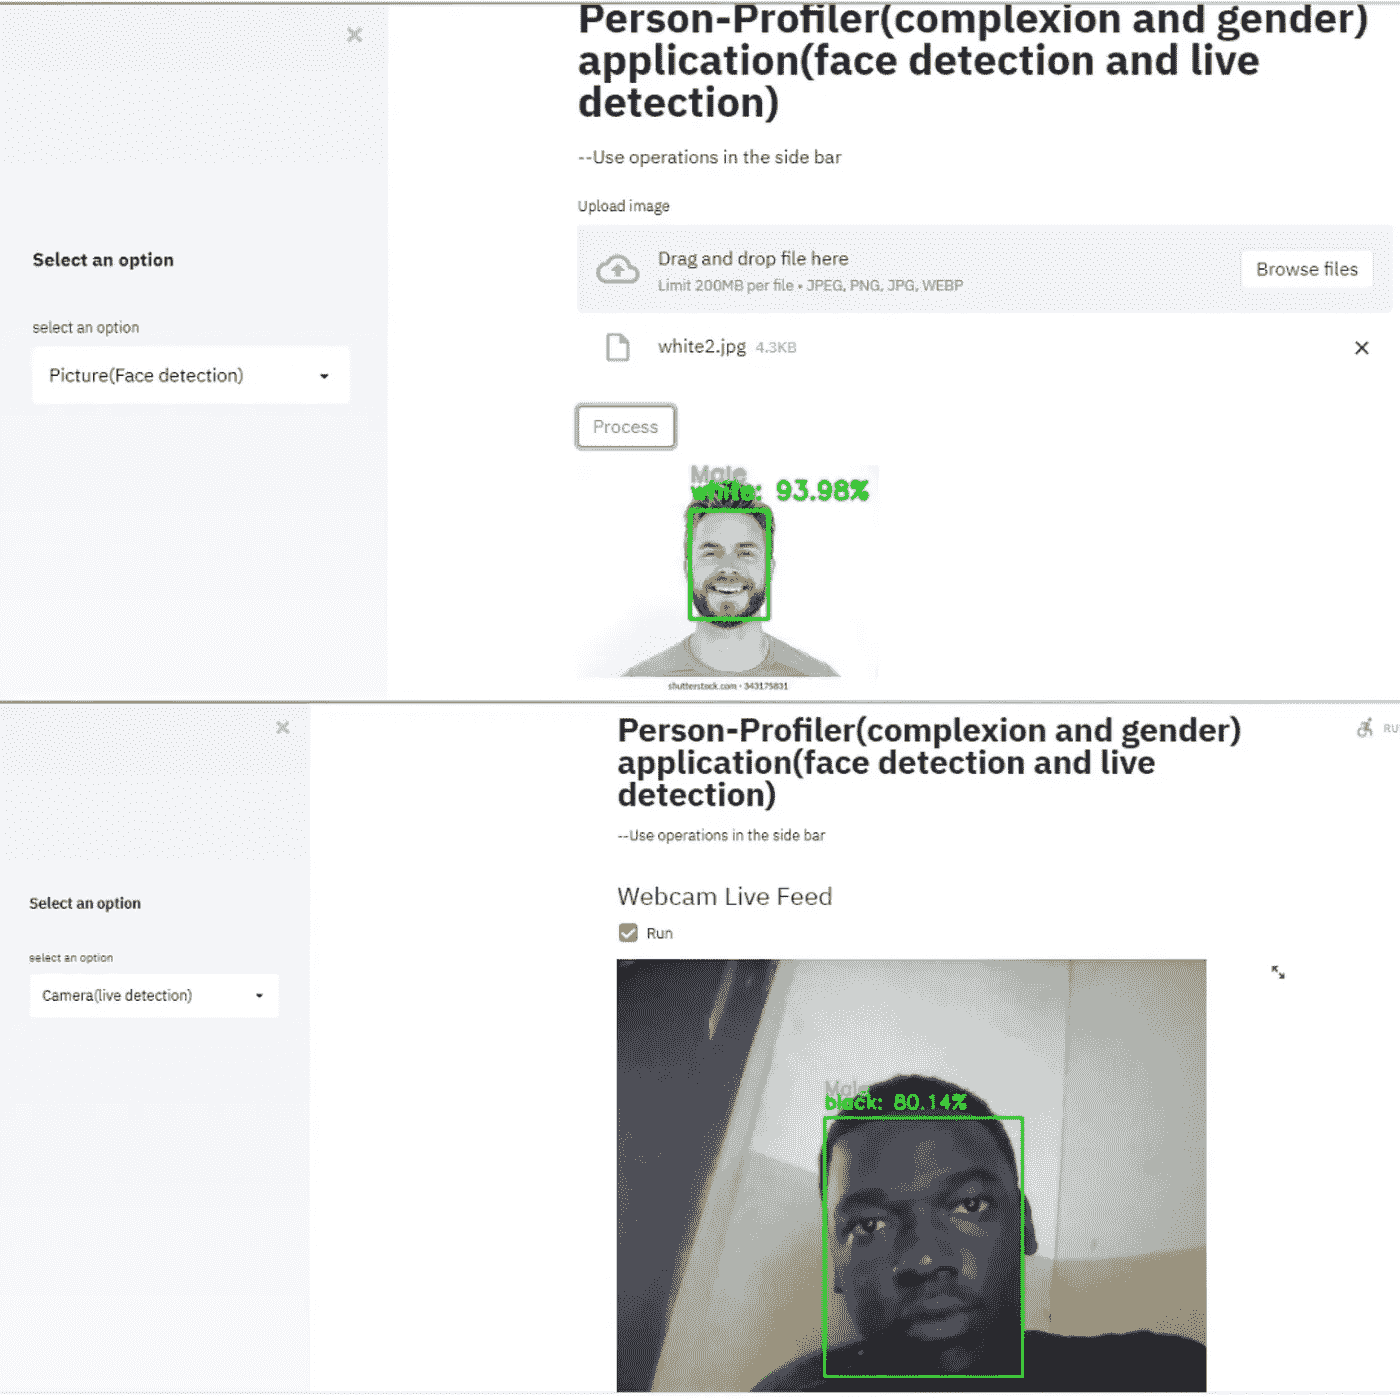 Person-Profiler(complexion and gender)
application(face detection and live
detection)
--Use operations in the side bar
Upload image
Select an option
Drag and drop file here
Limit 200MB per file • JPEG, PNG, JPG, WEBP
Browse files
select an option
white2.jpg 4.3KB
Picture(Face detection)
Process
Male
white: 93.98%
shutterstock.com • 343175831
Person-Profiler(complexion and gender)
application(face detection and live
detection)
RU
--Use operations in the side bar
Webcam Live Feed
Select an option
Run
select an option
Camera(live detection)
Male
black: 80.14%